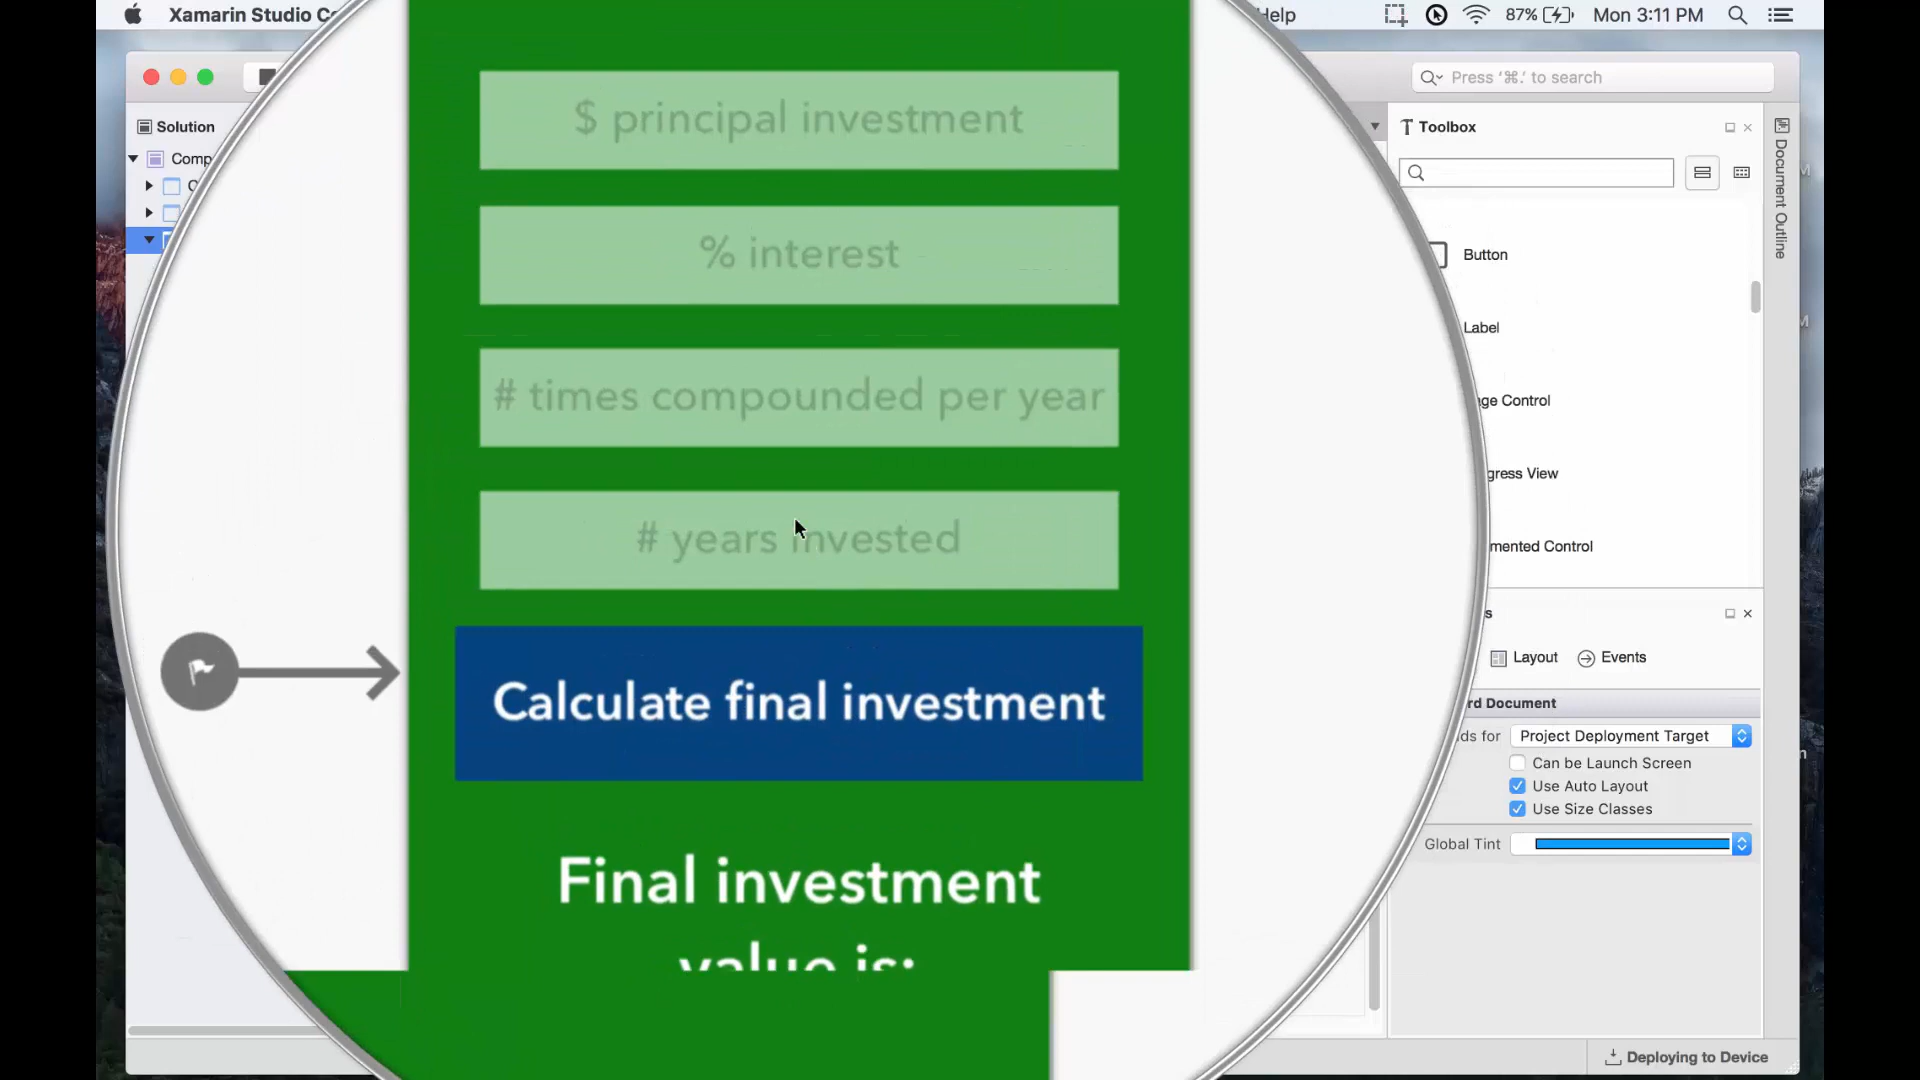 Xamarin Studio Co
Help
87%
Mon 3:11 PM
Press ‘⌘.’ to search
Solution
Comp
C
Toolbox
Button
Label
ge Control
gress View
mented Control
Document Outline
$ principal investment
% interest
# times compounded per year
# years invested
Calculate final investment
Final investment
value is:
s
Layout
Events
rd Document
ds for
Project Deployment Target
Can be Launch Screen
Use Auto Layout
Use Size Classes
Global Tint
Deploying to Device